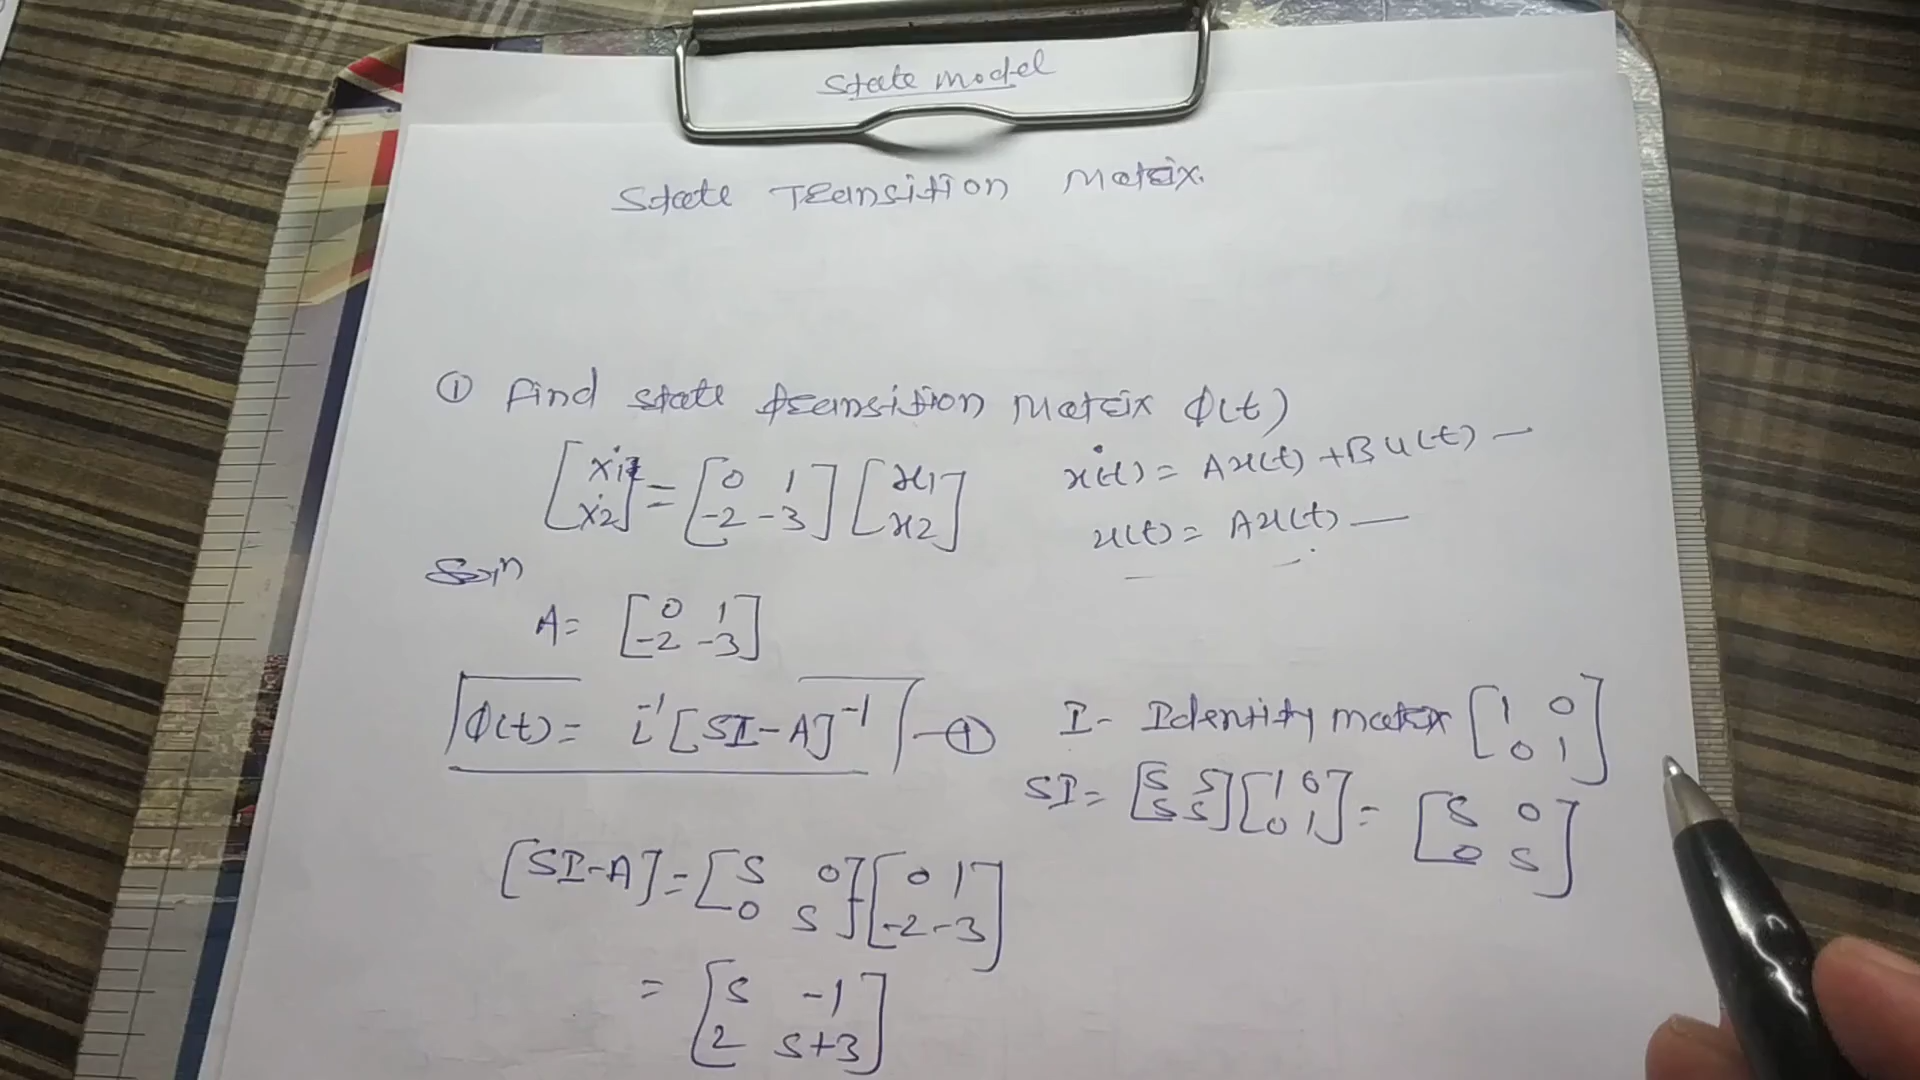 State model
State Transition Matrix.
① Find state transition Matrix ϕ(t)
[ẋ1 ẋ2] = [0 1 -2 -3] [x1 x2]
ẋ(t) = Ax(t) + Bu(t) —
x(t) = Ax(t) —
Soln
A = [0 1 -2 -3]
ϕ(t) = L⁻¹ [SI-A]⁻¹ — ①
I - Identity matrix [1 0 0 1]
SI = [S S S S] [1 0 0 1] = [S 0 0 S]
[SI-A] = [S 0 0 S] - [0 1 -2 -3]
= [S -1 2 S+3]